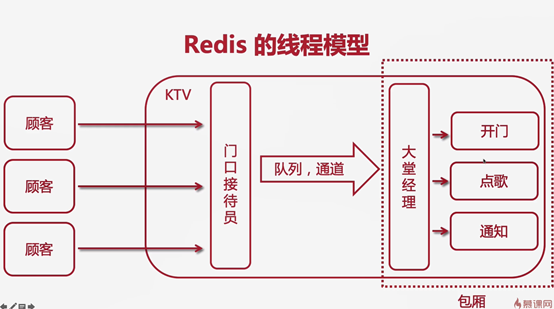 Redis 的线程模型
KTV
顾客
顾客
顾客
门口接待员
队列，通道
大堂经理
开门
点歌
通知
包厢
慕课网